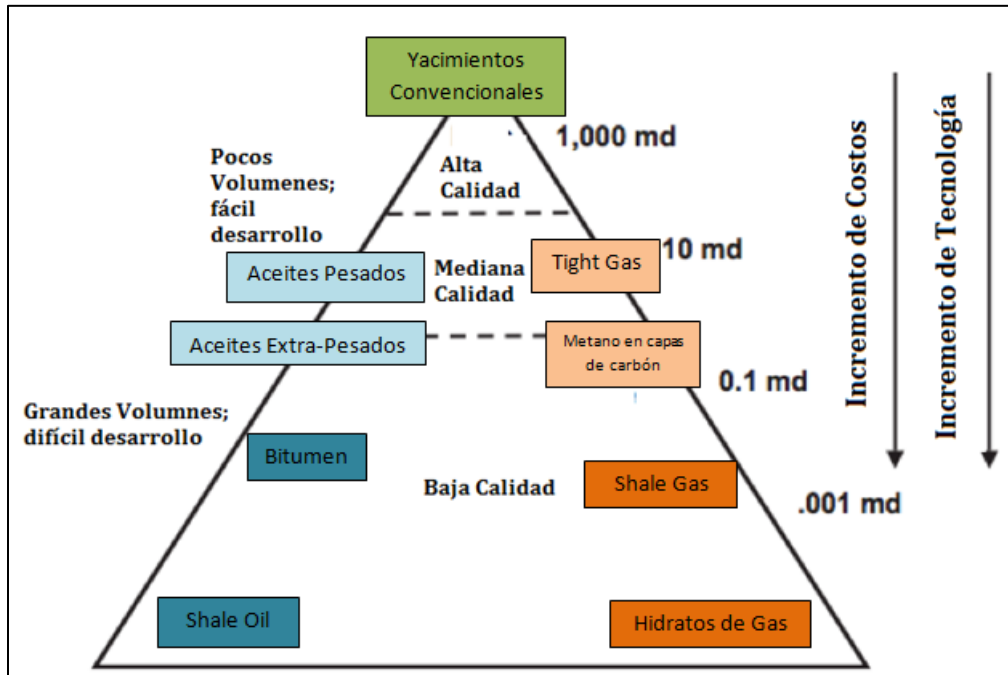 Yacimientos
Convencionales
1,000 md
Pocos
Volumenes;
fácil
desarrollo
Alta
Calidad
Aceites Pesados
Mediana
Calidad
Tight Gas
10 md
Aceites Extra-Pesados
Metano en capas
de carbón
0.1 md
Grandes Volumnes;
difícil desarrollo
Bitumen
Baja Calidad
Shale Gas
.001 md
Shale Oil
Hidratos de Gas
Incremento de Costos
Incremento de Tecnología